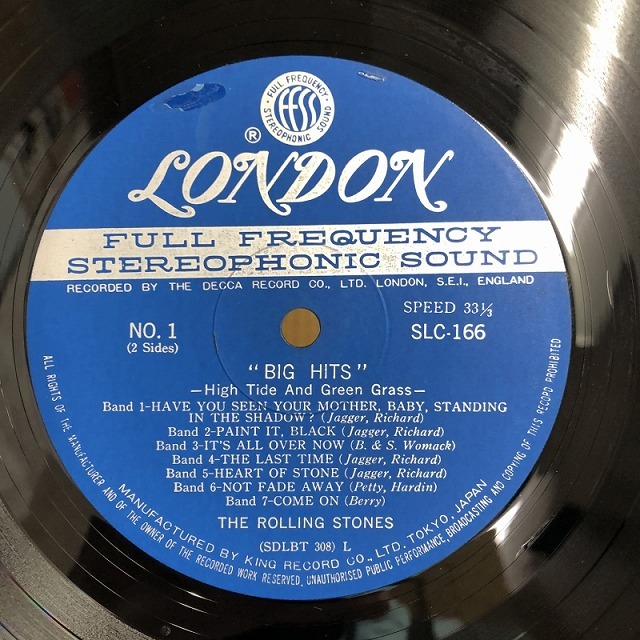 FULL FREQUENCY
FFSS
STEREOPHONIC SOUND
®
LONDON
FULL FREQUENCY
STEREOPHONIC SOUND
RECORDED BY THE DECCA RECORD CO., LTD. LONDON, S.E.I., ENGLAND
SPEED 33⅓
NO. 1
SLC-166
(2 Sides)
"BIG HITS"
—High Tide And Green Grass—
Band 1-HAVE YOU SEEN YOUR MOTHER, BABY, STANDING
IN THE SHADOW? (Jagger, Richard)
Band 2-PAINT IT, BLACK (Jagger, Richard)
Band 3-IT'S ALL OVER NOW (B. & S. Womack)
Band 4-THE LAST TIME (Jagger, Richard)
Band 5-HEART OF STONE (Jagger, Richard)
Band 6-NOT FADE AWAY (Petty, Hardin)
Band 7-COME ON (Berry)
THE ROLLING STONES
(SDLBT 308) L
MANUFACTURED BY KING RECORD CO., LTD. TOKYO, JAPAN
ALL RIGHTS OF THE MANUFACTURER AND OF THE OWNER OF THE RECORDED WORK RESERVED, UNAUTHORISED PUBLIC PERFORMANCE, BROADCASTING AND COPYING OF THIS RECORD PROHIBITED